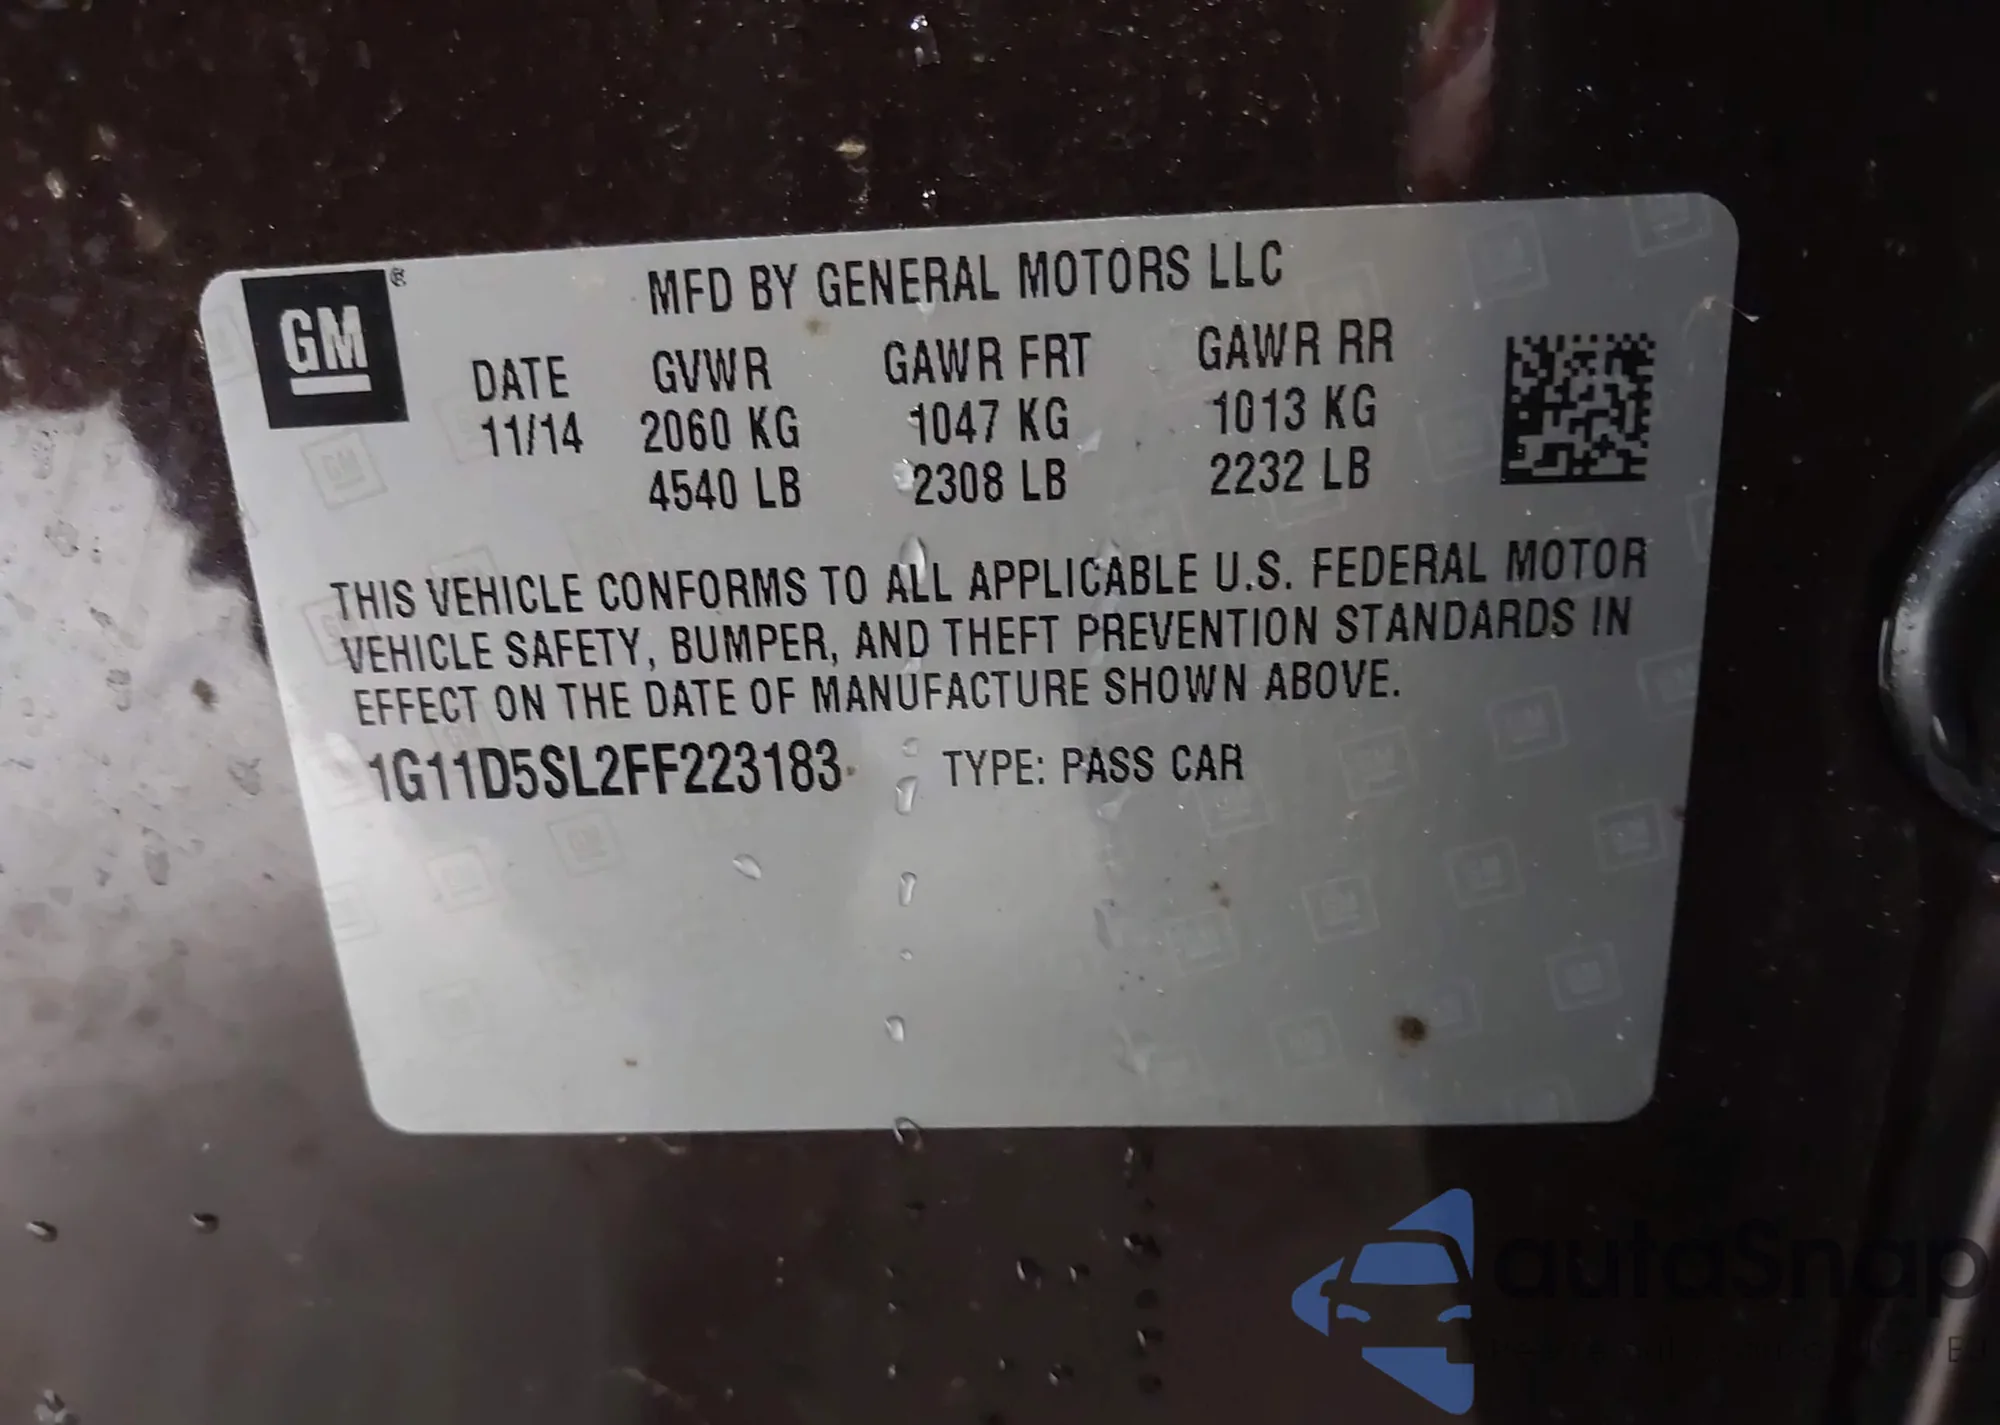 GM ®
MFD BY GENERAL MOTORS LLC
DATE GVWR GAWR FRT GAWR RR
11/14 2060 KG 1047 KG 1013 KG
4540 LB 2308 LB 2232 LB
THIS VEHICLE CONFORMS TO ALL APPLICABLE U.S. FEDERAL MOTOR
VEHICLE SAFETY, BUMPER, AND THEFT PREVENTION STANDARDS IN
EFFECT ON THE DATE OF MANUFACTURE SHOWN ABOVE.
1G11D5SL2FF223183 TYPE: PASS CAR
autoSnap